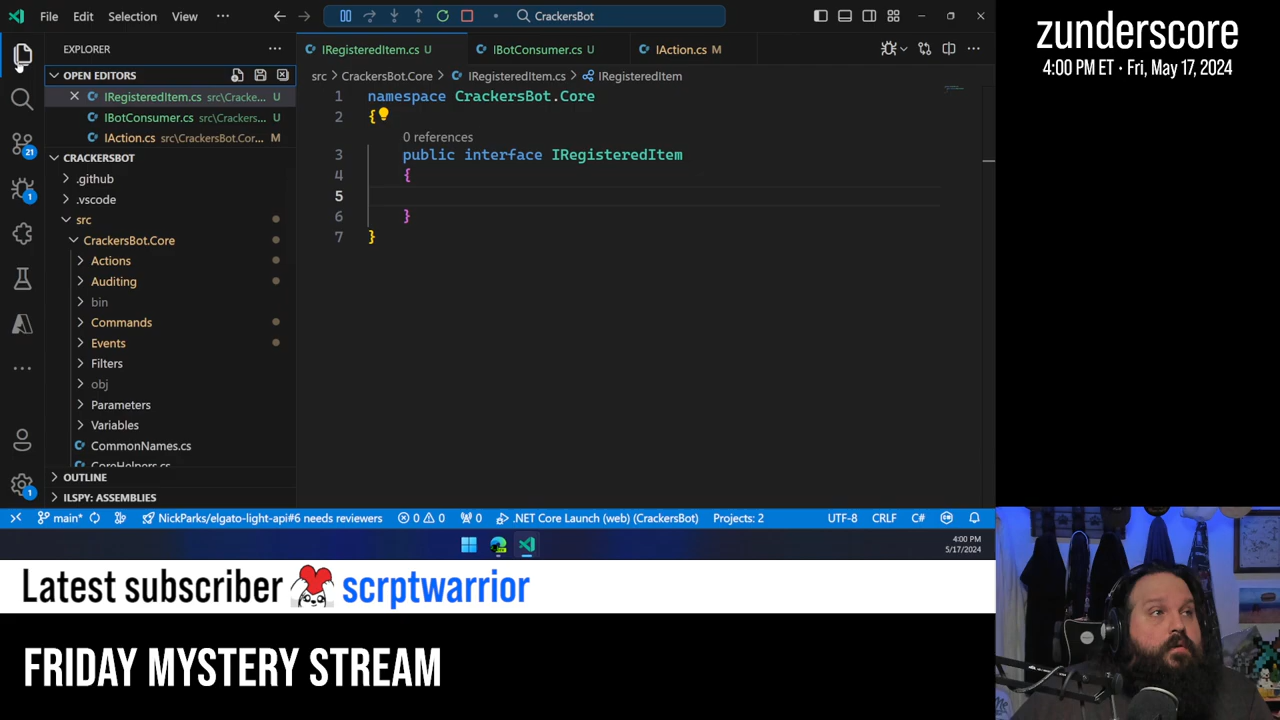 File Edit Selection View ··· CrackersBot
EXPLORER ···
OPEN EDITORS
IRegisteredItem.cs src\Cracke... U
IBotConsumer.cs src\Crackers... U
IAction.cs src\CrackersBot.Cor... M
CRACKERSBOT
.github
.vscode
src
CrackersBot.Core
Actions
Auditing
bin
Commands
Events
Filters
obj
Parameters
Variables
CommonNames.cs
CoreHelpers.cs
OUTLINE
ILSPY: ASSEMBLIES
21
1
1
IRegisteredItem.cs U IBotConsumer.cs U IAction.cs M
src > CrackersBot.Core > IRegisteredItem.cs > IRegisteredItem
1 namespace CrackersBot.Core
2 {
0 references
3 public interface IRegisteredItem
4 {
5
6 }
7 }
main* NickParks/elgato-light-api#6 needs reviewers 0 0 0 .NET Core Launch (web) (CrackersBot) Projects: 2 UTF-8 CRLF C#
4:00 PM
5/17/2024
zunderscore
4:00 PM ET • Fri, May 17, 2024
Latest subscriber scrptwarrior
FRIDAY MYSTERY STREAM